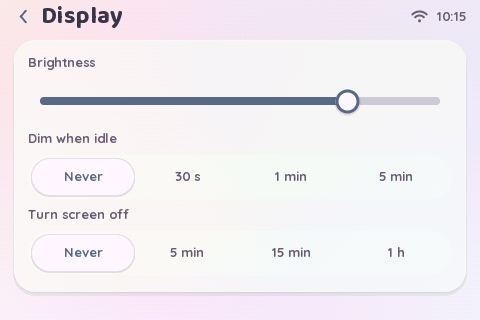 Display 10:15
Brightness
Dim when idle
Never 30 s 1 min 5 min
Turn screen off
Never 5 min 15 min 1 h